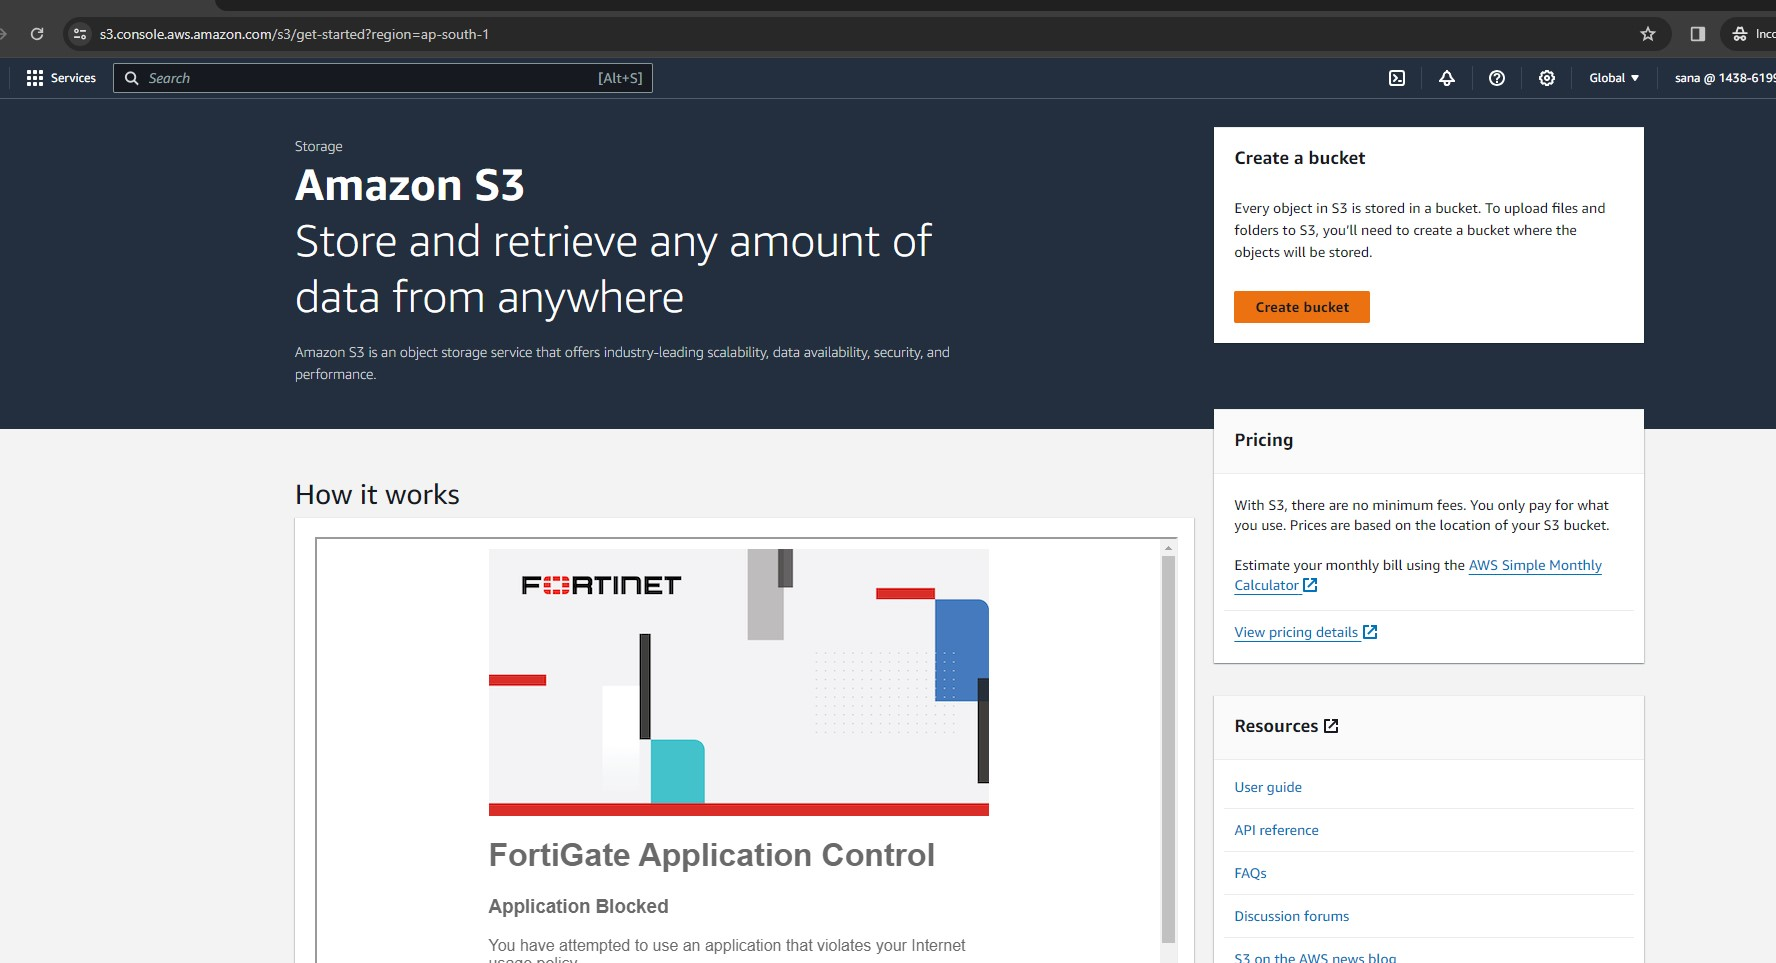 s3.console.aws.amazon.com/s3/get-started?region=ap-south-1
Services
Search
[Alt+S]
Global
sana @ 1438-6199
Storage
Amazon S3
Store and retrieve any amount of
data from anywhere
Amazon S3 is an object storage service that offers industry-leading scalability, data availability, security, and
performance.
Create a bucket
Every object in S3 is stored in a bucket. To upload files and
folders to S3, you'll need to create a bucket where the
objects will be stored.
Create bucket
How it works
FORTINET
FortiGate Application Control
Application Blocked
You have attempted to use an application that violates your Internet
usage policy.
Pricing
With S3, there are no minimum fees. You only pay for what
you use. Prices are based on the location of your S3 bucket.
Estimate your monthly bill using the AWS Simple Monthly
Calculator
View pricing details
Resources
User guide
API reference
FAQs
Discussion forums
S3 on the AWS news blog